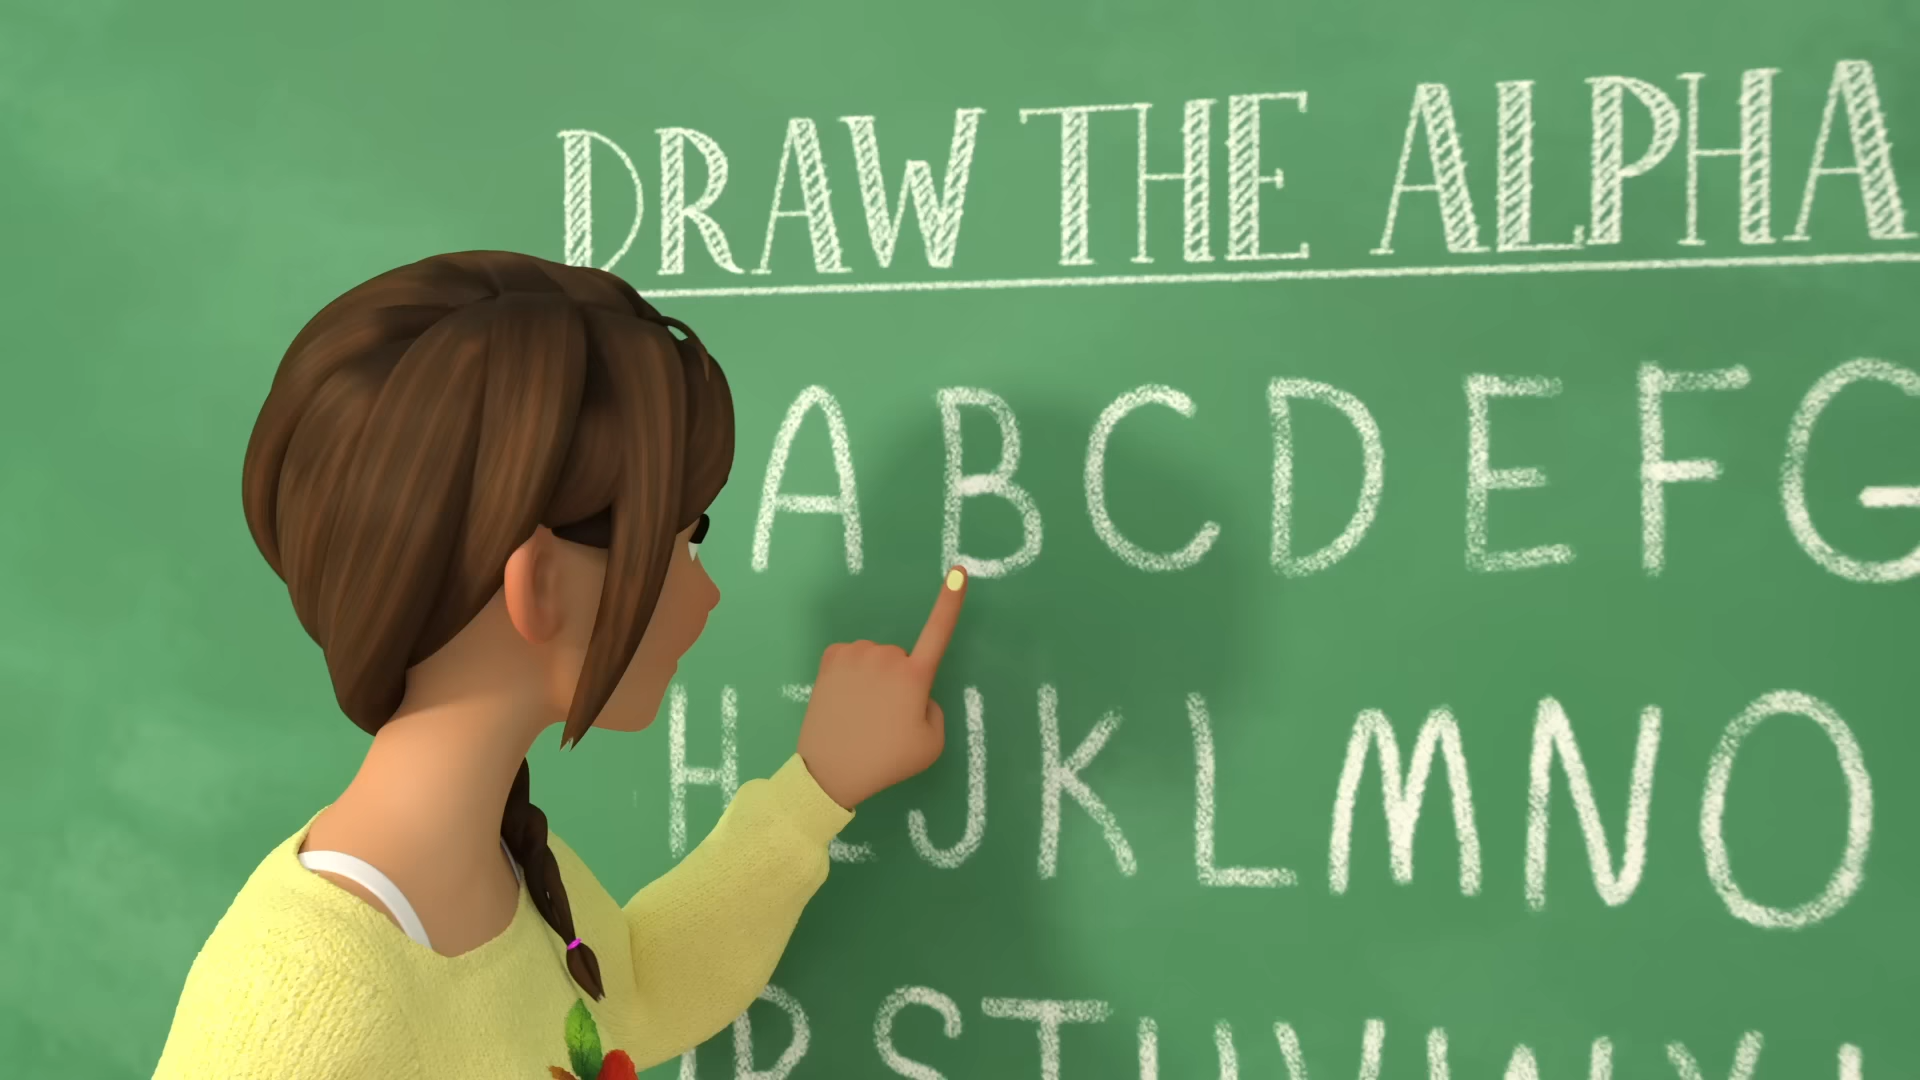 DRAW THE ALPHA
A B C D E F G
H I J K L M N O
R S T U V W X